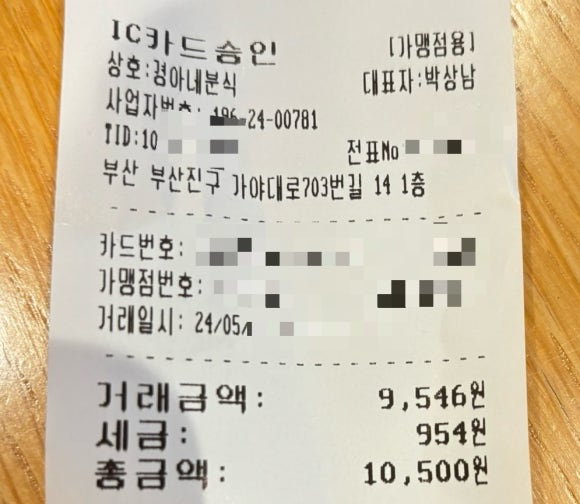 IC카드승인 [가맹점용]
상호:경아네분식 대표자:박상남
사업자번호: -24-00781
TID:10 전표No
부산 부산진구 가야대로703번길 14 1층
카드번호:
가맹점번호:
거래일시: 24/05/
거래금액: 9,546원
세금: 954원
총금액: 10,500원